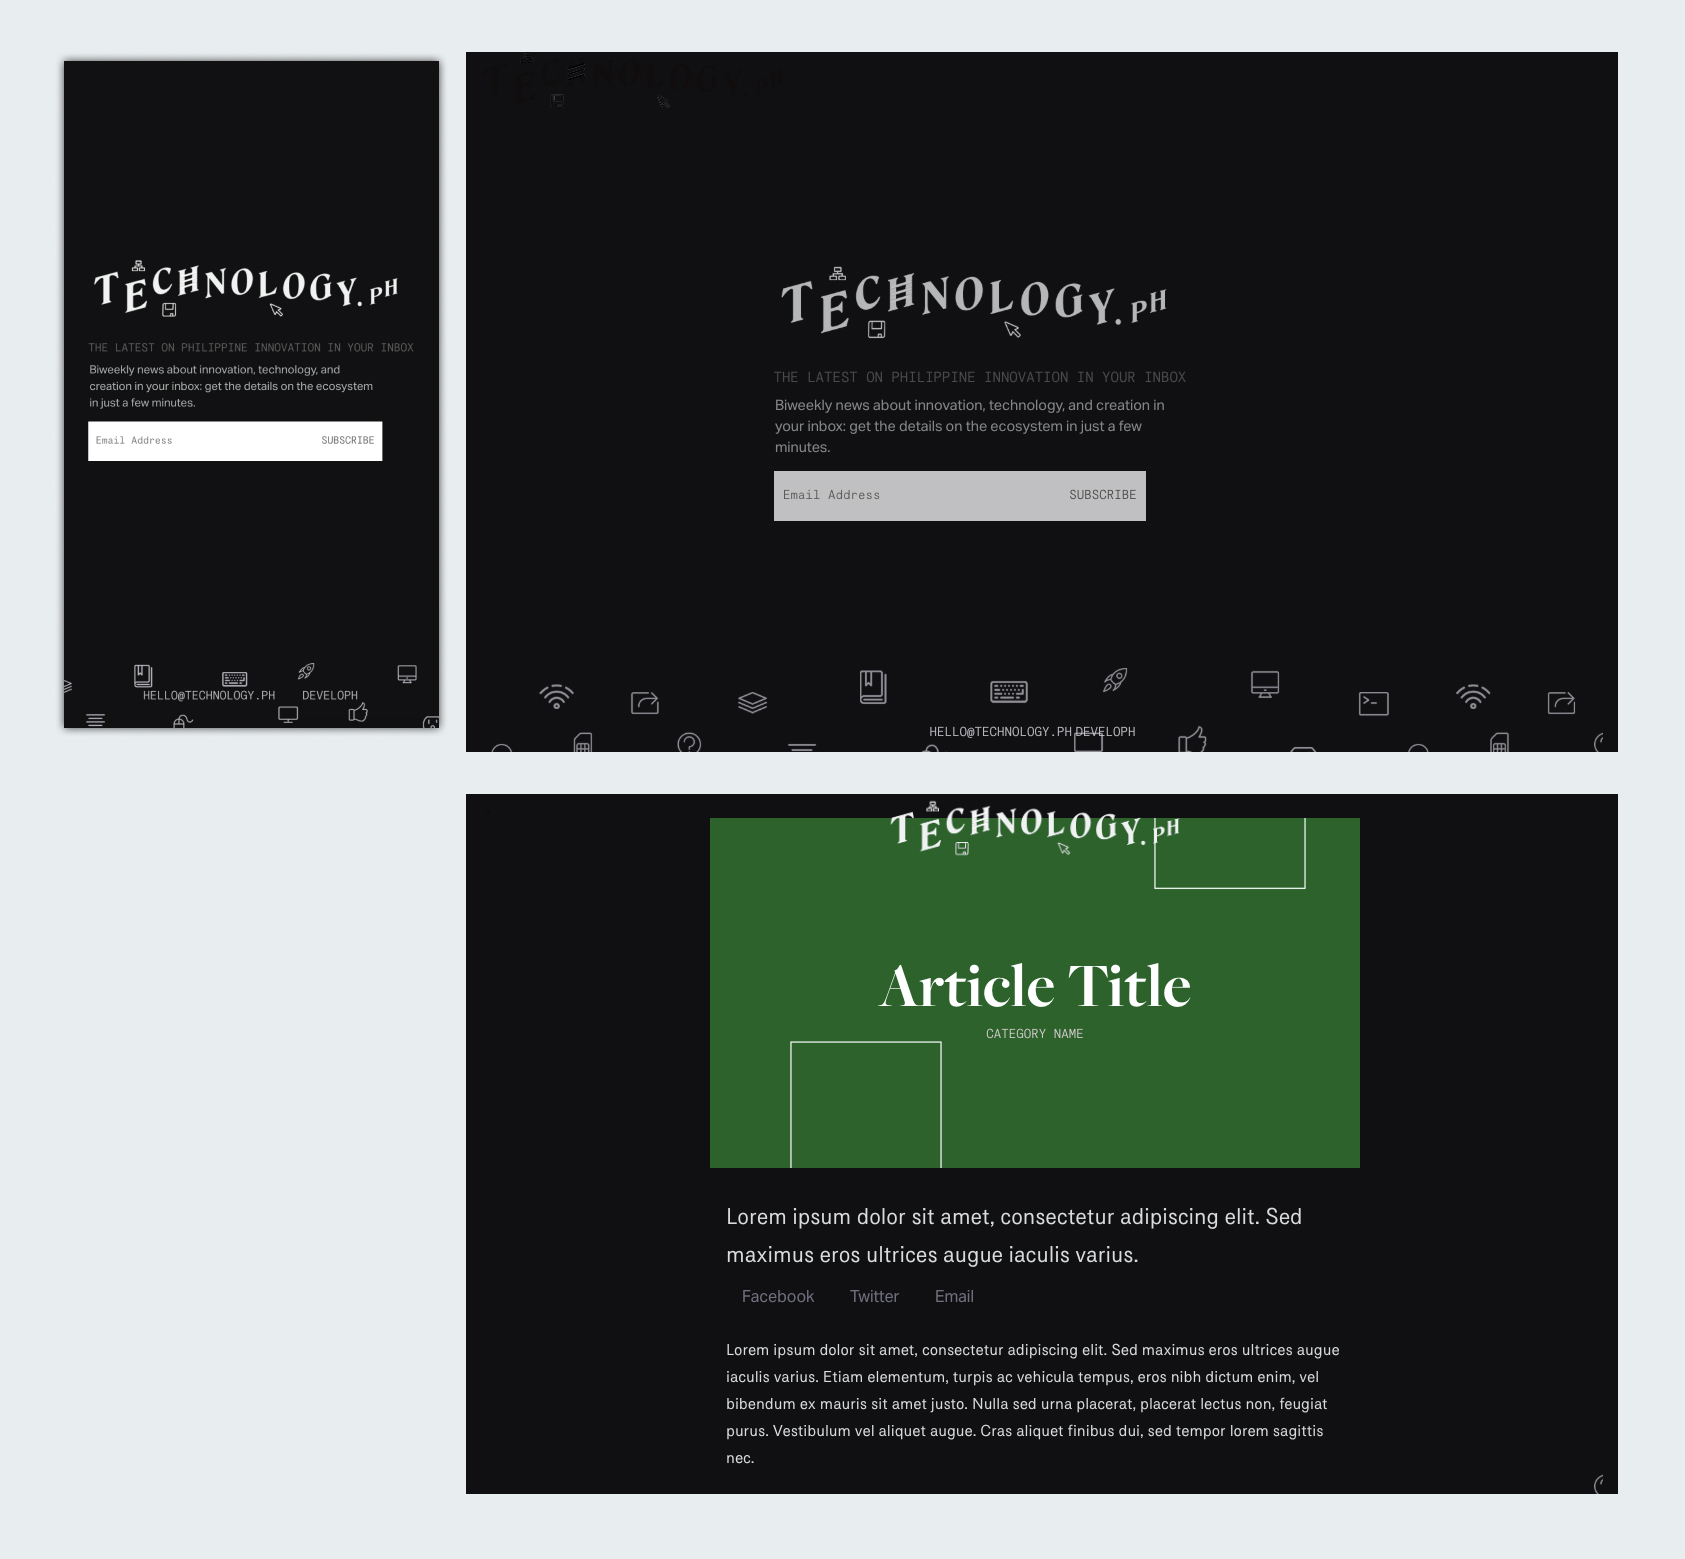 TECHNOLOGY.PH
THE LATEST ON PHILIPPINE INNOVATION IN YOUR INBOX
Biweekly news about innovation, technology, and
creation in your inbox: get the details on the ecosystem
in just a few minutes.
Email Address SUBSCRIBE
HELLO@TECHNOLOGY.PH DEVELOPH
TECHNOLOGY.PH
TECHNOLOGY.PH
THE LATEST ON PHILIPPINE INNOVATION IN YOUR INBOX
Biweekly news about innovation, technology, and creation in
your inbox: get the details on the ecosystem in just a few
minutes.
Email Address SUBSCRIBE
HELLO@TECHNOLOGY.PH DEVELOPH
TECHNOLOGY.PH
Article Title
CATEGORY NAME
Lorem ipsum dolor sit amet, consectetur adipiscing elit. Sed
maximus eros ultrices augue iaculis varius.
Facebook Twitter Email
Lorem ipsum dolor sit amet, consectetur adipiscing elit. Sed maximus eros ultrices augue
iaculis varius. Etiam elementum, turpis ac vehicula tempus, eros nibh dictum enim, vel
bibendum ex mauris sit amet justo. Nulla sed urna placerat, placerat lectus non, feugiat
purus. Vestibulum vel aliquet augue. Cras aliquet finibus dui, sed tempor lorem sagittis
nec.